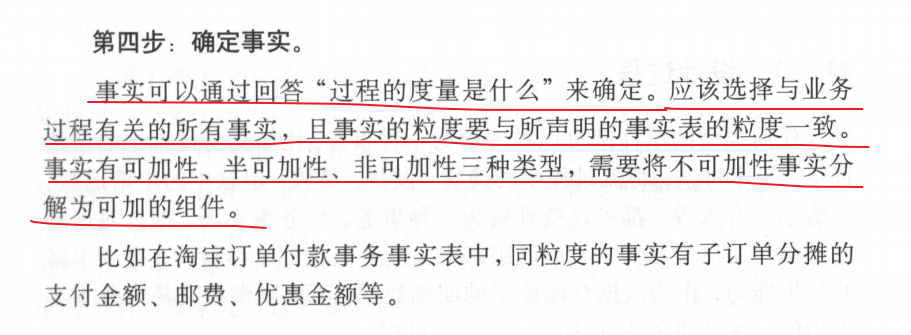 第四步：确定事实。
事实可以通过回答“过程的度量是什么”来确定。应该选择与业务
过程有关的所有事实，且事实的粒度要与所声明的事实表的粒度一致。
事实有可加性、半可加性、非可加性三种类型，需要将不可加性事实分
解为可加的组件。
比如在淘宝订单付款事务事实表中，同粒度的事实有子订单分摊的
支付金额、邮费、优惠金额等。